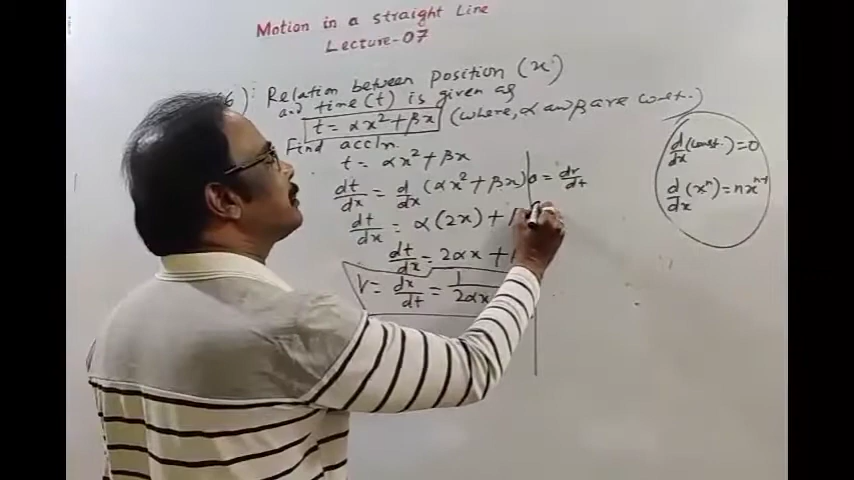 Motion in a straight Line
Lecture-07
6): Relation between position (x)
and time (t) is given as
t = αx² + βx (where, α and β are const.)
Find accln.
t = αx² + βx
dt/dx = d/dx (αx² + βx)
dt/dx = α(2x) +
dt/dx = 2αx +
V = dx/dt = 1/2αx
a = dv/dt
d/dx (const.) = 0
d/dx (xⁿ) = nxⁿ⁻¹